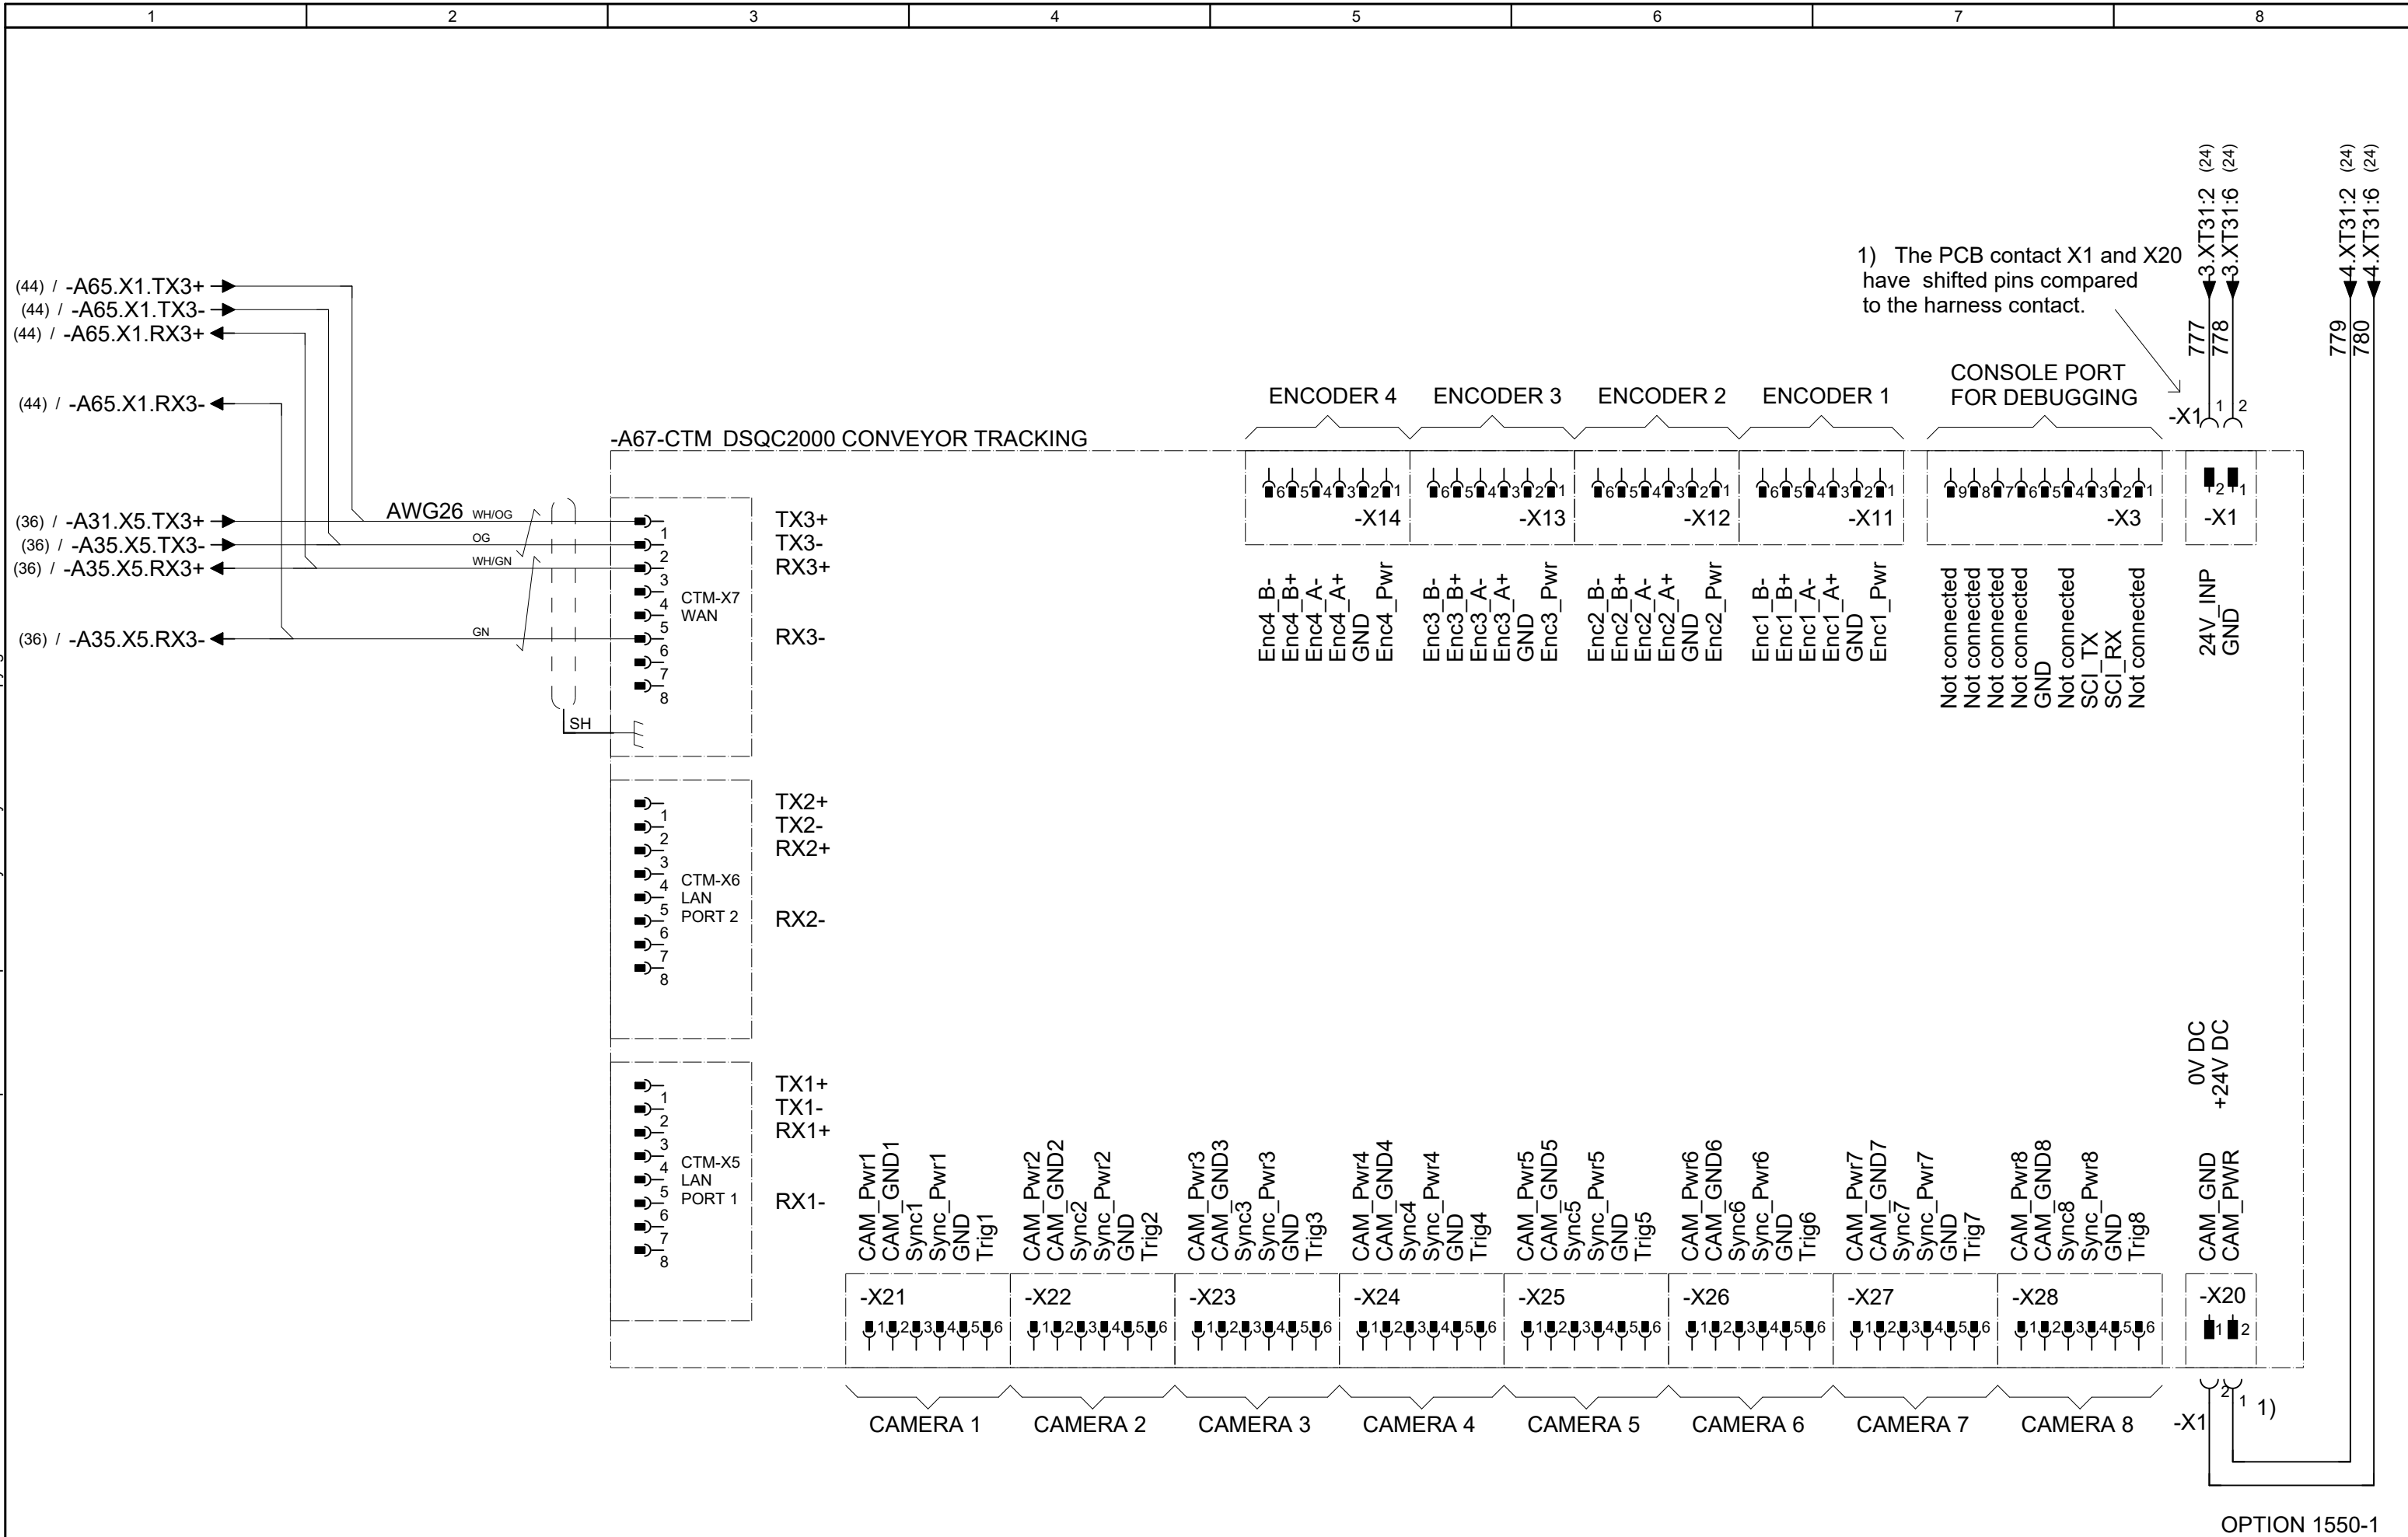 1 2 3 4 5 6 7 8
3.XT31:2 (24)
3.XT31:6 (24)
4.XT31:2 (24)
4.XT31:6 (24)
1) The PCB contact X1 and X20
have shifted pins compared
to the harness contact.
777
778
779
780
(44) / -A65.X1.TX3+
(44) / -A65.X1.TX3-
(44) / -A65.X1.RX3+
(44) / -A65.X1.RX3-
ENCODER 4 ENCODER 3 ENCODER 2 ENCODER 1
CONSOLE PORT
FOR DEBUGGING
-X1 1 2
-A67-CTM DSQC2000 CONVEYOR TRACKING
6 5 4 3 2 1
-X14
6 5 4 3 2 1
-X13
6 5 4 3 2 1
-X12
6 5 4 3 2 1
-X11
9 8 7 6 5 4 3 2 1
-X3
2 1
-X1
(36) / -A31.X5.TX3+
(36) / -A35.X5.TX3-
(36) / -A35.X5.RX3+
(36) / -A35.X5.RX3-
AWG26 WH/OG
OG
WH/GN
GN
SH
1
2
3
4
5
6
7
8
CTM-X7
WAN
TX3+
TX3-
RX3+
RX3-
Enc4_B-
Enc4_B+
Enc4_A-
Enc4_A+
GND
Enc4_Pwr
Enc3_B-
Enc3_B+
Enc3_A-
Enc3_A+
GND
Enc3_Pwr
Enc2_B-
Enc2_B+
Enc2_A-
Enc2_A+
GND
Enc2_Pwr
Enc1_B-
Enc1_B+
Enc1_A-
Enc1_A+
GND
Enc1_Pwr
Not connected
Not connected
Not connected
Not connected
GND
Not connected
SCI_TX
SCI_RX
Not connected
24V_INP
GND
1
2
3
4
5
6
7
8
CTM-X6
LAN
PORT 2
TX2+
TX2-
RX2+
RX2-
1
2
3
4
5
6
7
8
CTM-X5
LAN
PORT 1
TX1+
TX1-
RX1+
RX1-
0V DC
+24V DC
CAM_Pwr1
CAM_GND1
Sync1
Sync_Pwr1
GND
Trig1
CAM_Pwr2
CAM_GND2
Sync2
Sync_Pwr2
GND
Trig2
CAM_Pwr3
CAM_GND3
Sync3
Sync_Pwr3
GND
Trig3
CAM_Pwr4
CAM_GND4
Sync4
Sync_Pwr4
GND
Trig4
CAM_Pwr5
CAM_GND5
Sync5
Sync_Pwr5
GND
Trig5
CAM_Pwr6
CAM_GND6
Sync6
Sync_Pwr6
GND
Trig6
CAM_Pwr7
CAM_GND7
Sync7
Sync_Pwr7
GND
Trig7
CAM_Pwr8
CAM_GND8
Sync8
Sync_Pwr8
GND
Trig8
CAM_GND
CAM_PWR
-X21
1 2 3 4 5 6
-X22
1 2 3 4 5 6
-X23
1 2 3 4 5 6
-X24
1 2 3 4 5 6
-X25
1 2 3 4 5 6
-X26
1 2 3 4 5 6
-X27
1 2 3 4 5 6
-X28
1 2 3 4 5 6
-X20
1 2
CAMERA 1 CAMERA 2 CAMERA 3 CAMERA 4 CAMERA 5 CAMERA 6 CAMERA 7 CAMERA 8
-X1 2 1 1)
OPTION 1550-1